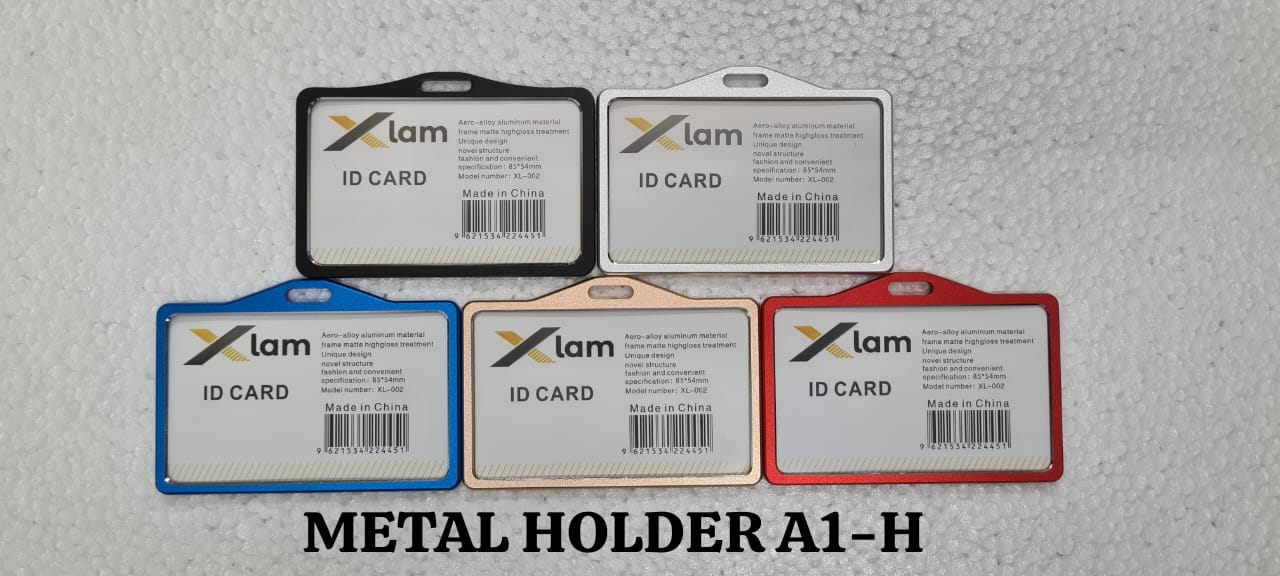 Xlam
ID CARD
Aero-alloy aluminum material
frame matte highgloss treatment
Unique design
novel structure
fashion and convenient
specification: 85*54mm
Model number: XL-002
Made in China
9 621534 224451
Xlam
ID CARD
Aero-alloy aluminum material
frame matte highgloss treatment
Unique design
novel structure
fashion and convenient
specification: 85*54mm
Model number: XL-002
Made in China
9 621534 224451
Xlam
ID CARD
Aero-alloy aluminum material
frame matte highgloss treatment
Unique design
novel structure
fashion and convenient
specification: 85*54mm
Model number: XL-002
Made in China
9 621534 224451
Xlam
ID CARD
Aero-alloy aluminum material
frame matte highgloss treatment
Unique design
novel structure
fashion and convenient
specification: 85*54mm
Model number: XL-002
Made in China
9 621534 224451
Xlam
ID CARD
Aero-alloy aluminum material
frame matte highgloss treatment
Unique design
novel structure
fashion and convenient
specification: 85*54mm
Model number: XL-002
Made in China
9 621534 224451
METAL HOLDER A1-H